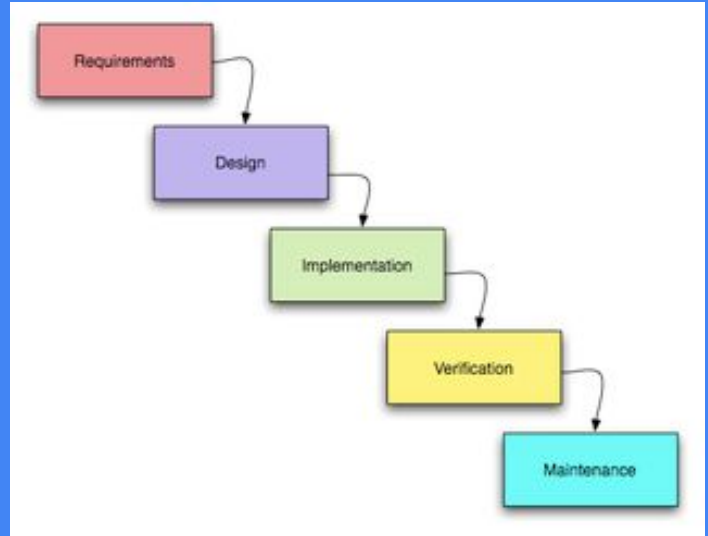 Requirements
Design
Implementation
Verification
Maintenance